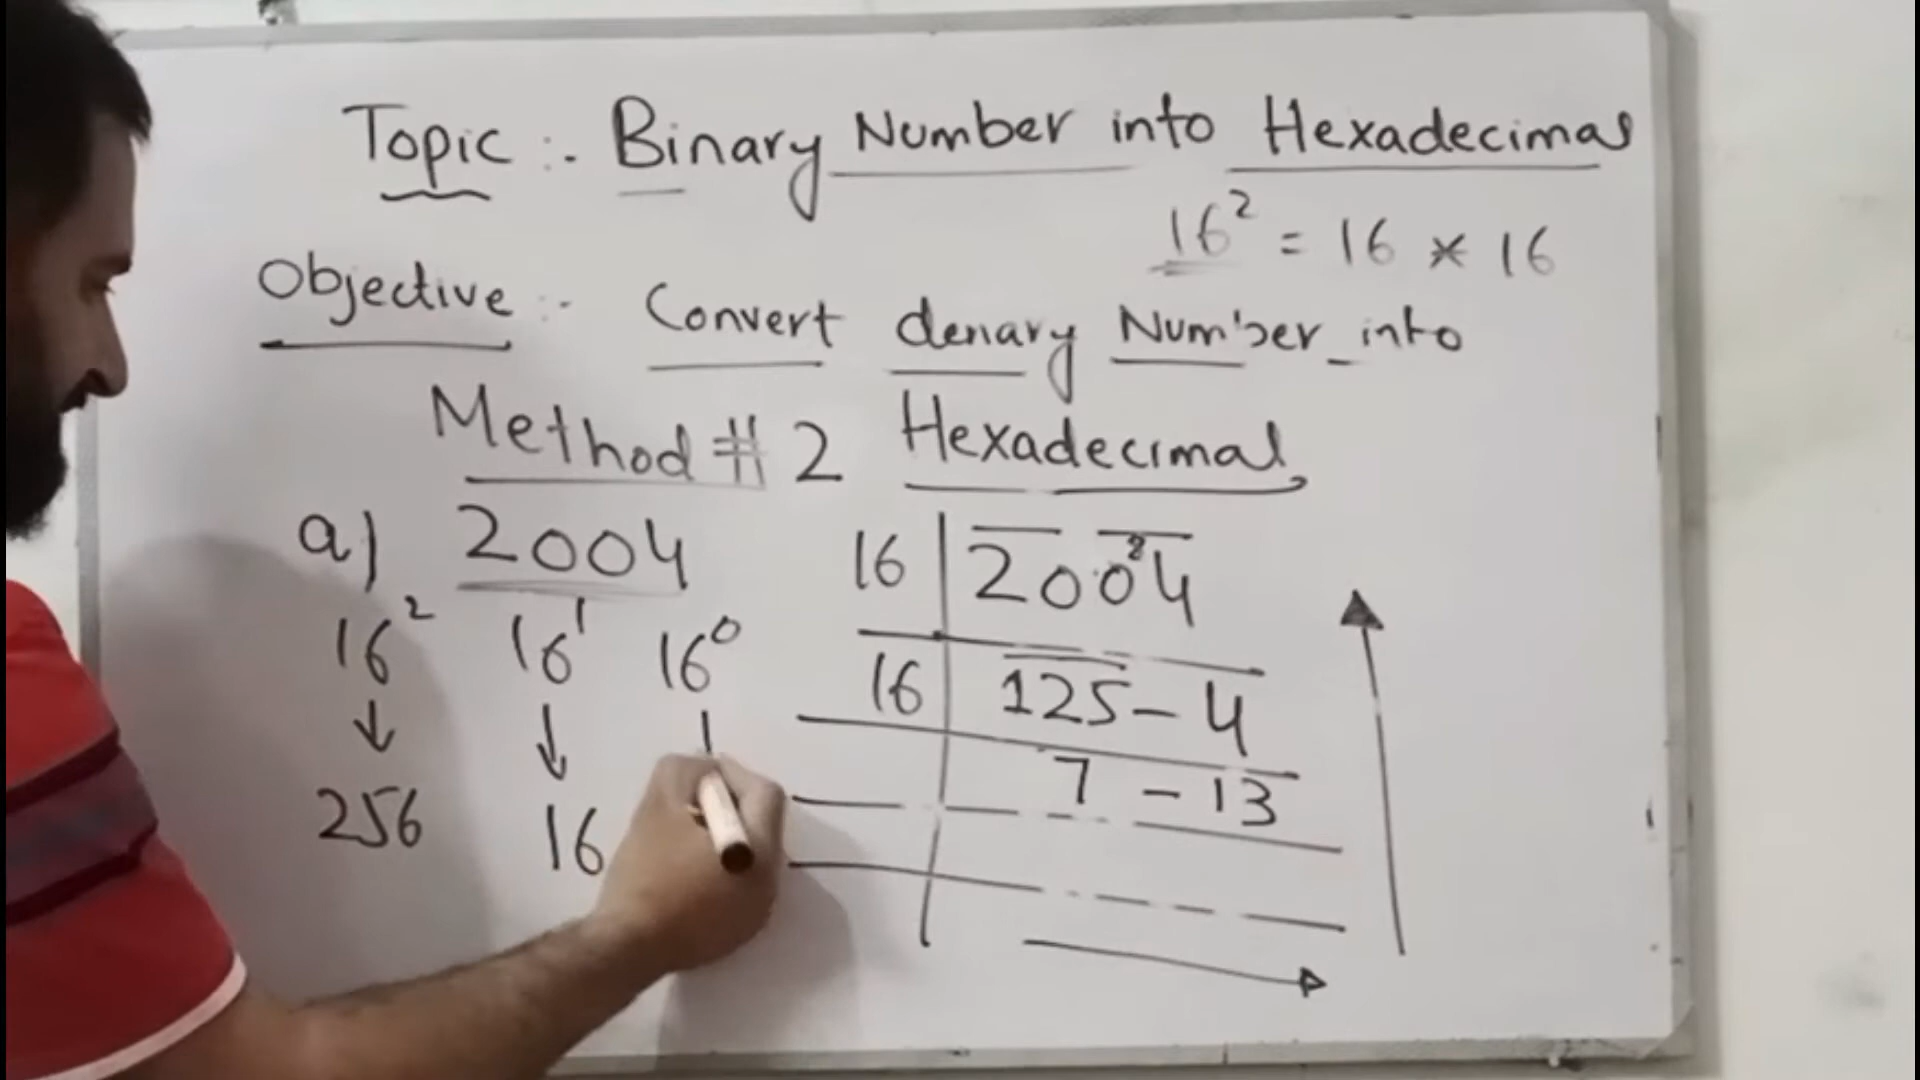 Topic :- Binary Number into Hexadecimal
16² = 16 * 16
Objective :- Convert denary Number into
Method # 2 Hexadecimal
a) 2004
16² 16¹ 16⁰
↓ ↓
256 16
16 | 2004
16 | 125 - 4
7 - 13